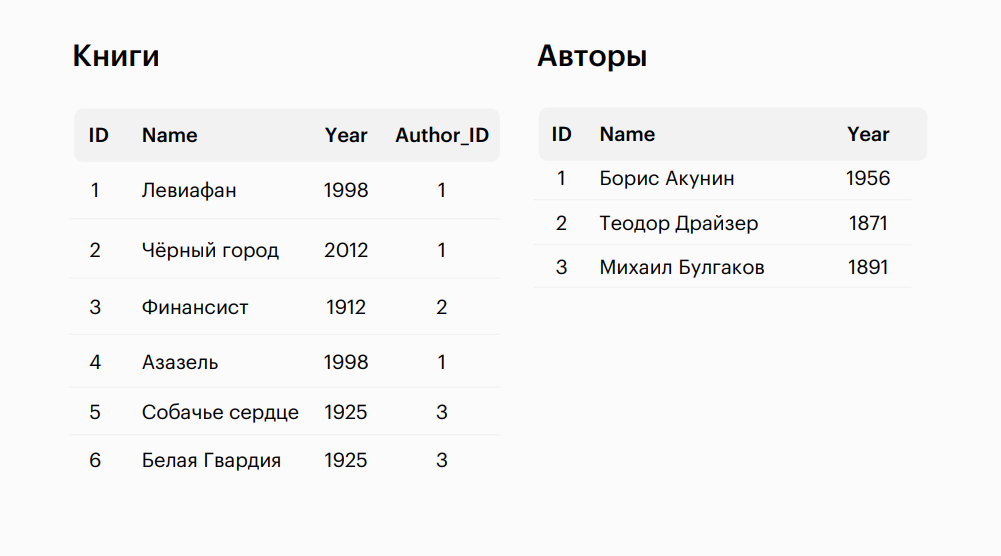 Книги
ID Name Year Author_ID
1 Левиафан 1998 1
2 Чёрный город 2012 1
3 Финансист 1912 2
4 Азазель 1998 1
5 Собачье сердце 1925 3
6 Белая Гвардия 1925 3
Авторы
ID Name Year
1 Борис Акунин 1956
2 Теодор Драйзер 1871
3 Михаил Булгаков 1891